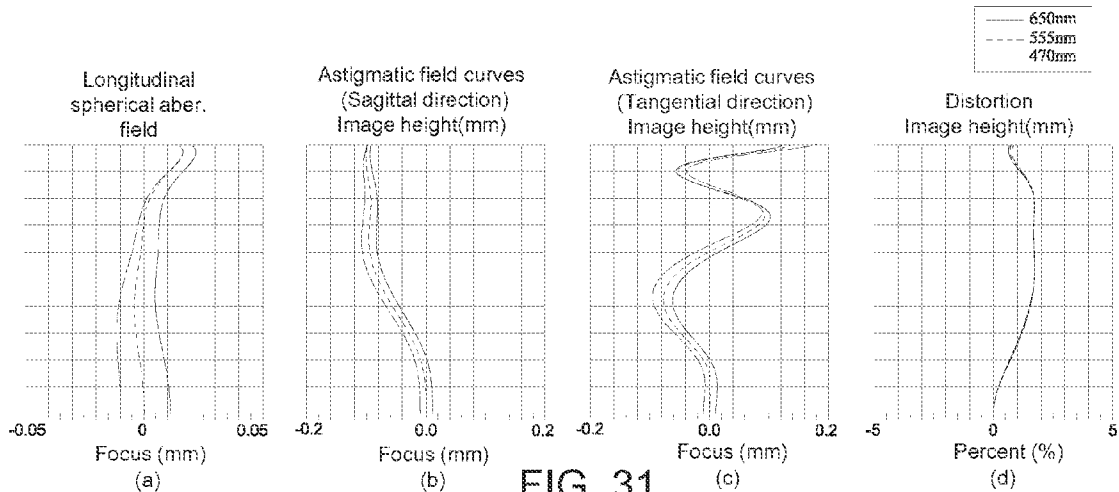 650nm
555nm
470nm
Longitudinal
spherical aber.
field
Astigmatic field curves
(Sagittal direction)
Image height(mm)
Astigmatic field curves
(Tangential direction)
Image height(mm)
Distortion
Image height(mm)
-0.05 0 0.05
Focus (mm)
(a)
-0.2 0.0 0.2
Focus (mm)
(b)
-0.2 0.0 0.2
Focus (mm)
(c)
-5 0 5
Percent (%)
(d)
FIG. 31